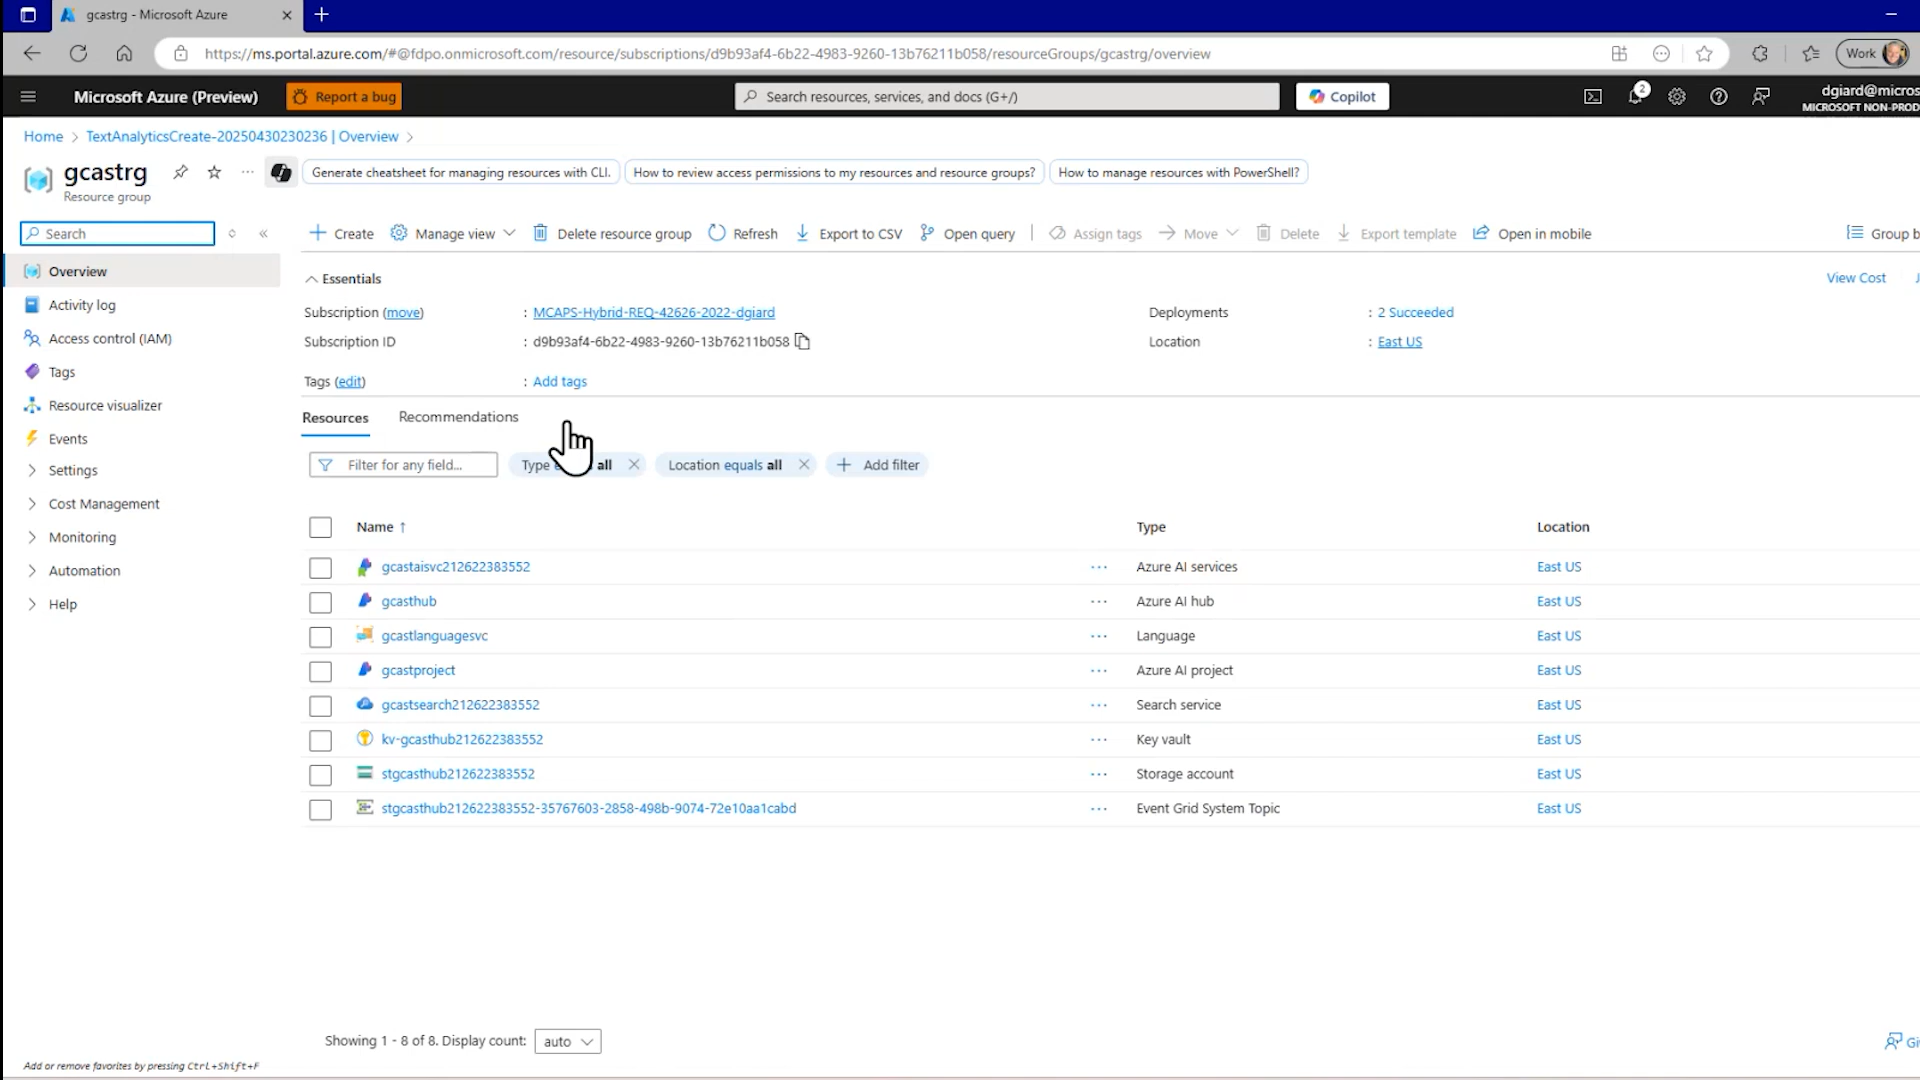 gcastrg - Microsoft Azure
https://ms.portal.azure.com/#@fdpo.onmicrosoft.com/resource/subscriptions/d9b93af4-6b22-4983-9260-13b76211b058/resourceGroups/gcastrg/overview
Work
Microsoft Azure (Preview)
Report a bug
Search resources, services, and docs (G+/)
Copilot
2
dgiard@micros
MICROSOFT NON-PROD
Home > TextAnalyticsCreate-20250430230236 | Overview >
gcastrg
Resource group
Generate cheatsheet for managing resources with CLI.
How to review access permissions to my resources and resource groups?
How to manage resources with PowerShell?
Search
Overview
Activity log
Access control (IAM)
Tags
Resource visualizer
Events
Settings
Cost Management
Monitoring
Automation
Help
Create Manage view Delete resource group Refresh Export to CSV Open query Assign tags Move Delete Export template Open in mobile Group b
Essentials
View Cost J
Subscription (move) : MCAPS-Hybrid-REQ-42626-2022-dgiard
Deployments : 2 Succeeded
Subscription ID : d9b93af4-6b22-4983-9260-13b76211b058
Location : East US
Tags (edit) : Add tags
Resources Recommendations
Filter for any field...
Type all
Location equals all
Add filter
Name ↑ Type Location
gcastaisvc212622383552 ... Azure AI services East US
gcasthub ... Azure AI hub East US
gcastlanguagesvc ... Language East US
gcastproject ... Azure AI project East US
gcastsearch212622383552 ... Search service East US
kv-gcasthub212622383552 ... Key vault East US
stgcasthub212622383552 ... Storage account East US
stgcasthub212622383552-35767603-2858-498b-9074-72e10aa1cabd ... Event Grid System Topic East US
Showing 1 - 8 of 8. Display count: auto
Gi
Add or remove favorites by pressing Ctrl+Shift+F